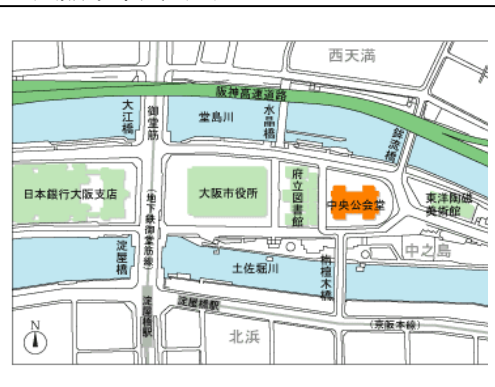 西天満
阪神高速道路
大江橋
御堂筋
堂島川
水晶橋
鉾流橋
日本銀行大阪支店
(地下鉄御堂筋線)
大阪市役所
府立図書館
中央公会堂
東洋陶磁
美術館
中之島
淀屋橋
土佐堀川
栴檀木橋
淀屋橋駅
淀屋橋駅
(京阪本線)
北浜
N